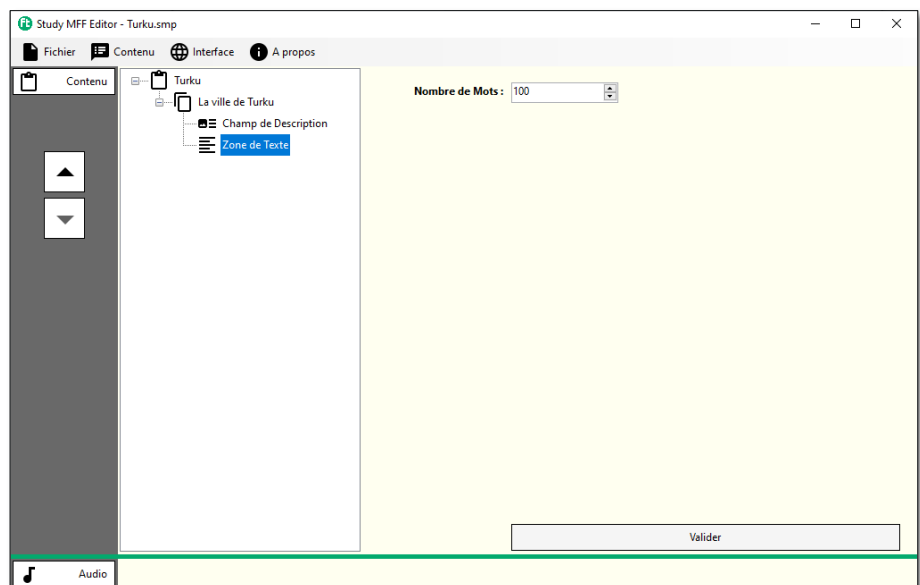 ft Study MFF Editor - Turku.smp
Fichier Contenu Interface A propos
Contenu
Turku
La ville de Turku
Champ de Description
Zone de Texte
Nombre de Mots : 100
Valider
Audio